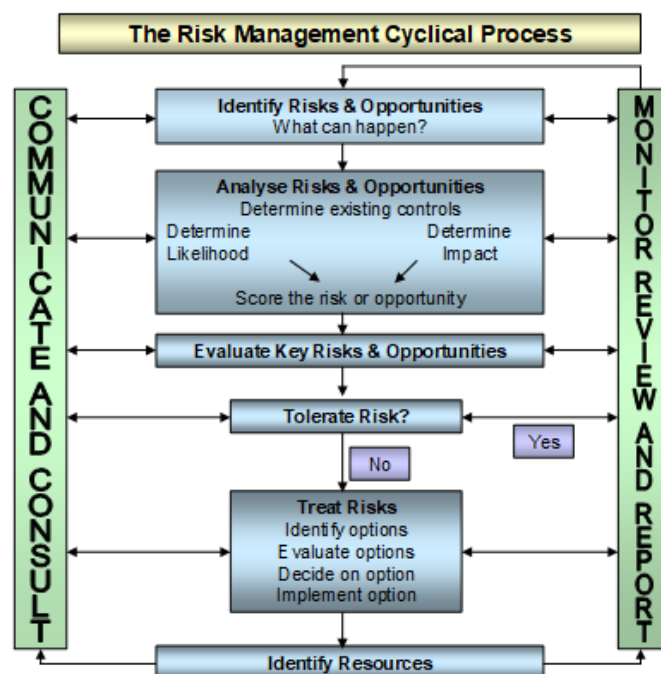 The Risk Management Cyclical Process
COMMUNICATE AND CONSULT
Identify Risks & Opportunities
What can happen?
Analyse Risks & Opportunities
Determine existing controls
Determine Likelihood
Determine Impact
Score the risk or opportunity
Evaluate Key Risks & Opportunities
Tolerate Risk?
Yes
No
Treat Risks
Identify options
Evaluate options
Decide on option
Implement option
Identify Resources
MONITOR REVIEW AND REPORT